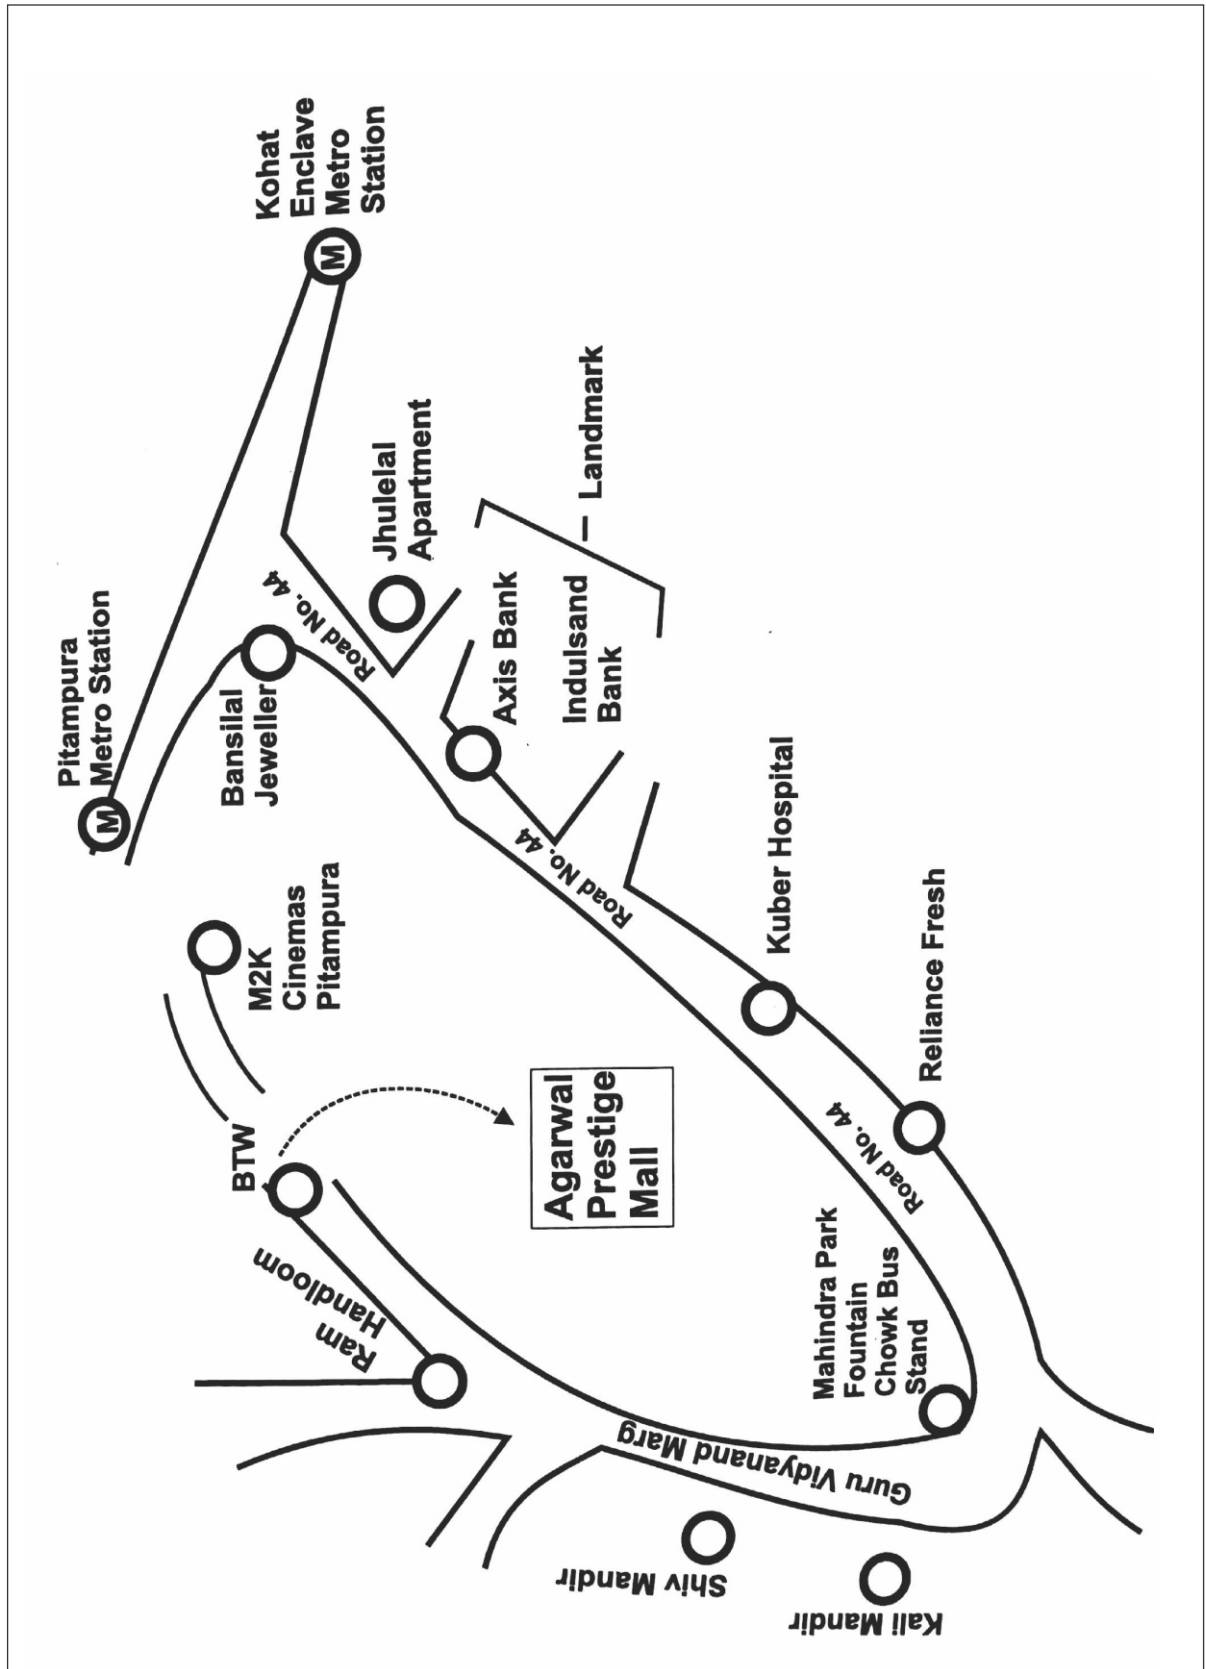 Kohat
Enclave
Metro
Station
M
Pitampura
Metro Station
M
Bansilal
Jeweller
Road No. 44
Jhulelal
Apartment
Axis Bank
Indulsand
Bank
Landmark
M2K
Cinemas
Pitampura
Road No. 44
Kuber Hospital
BTW
Agarwal
Prestige
Mall
Reliance Fresh
Road No. 44
Ram
Handloom
Mahindra Park
Fountain
Chowk Bus
Stand
Guru Vidyanand Marg
Shiv Mandir
Kali Mandir